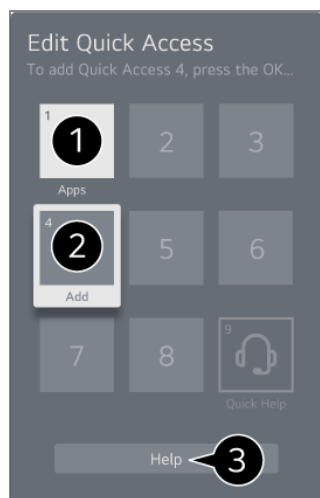 Edit Quick Access
To add Quick Access 4, press the OK...
1
1
2
3
Apps
4
2
5
6
Add
7
8
9
Quick Help
Help
3